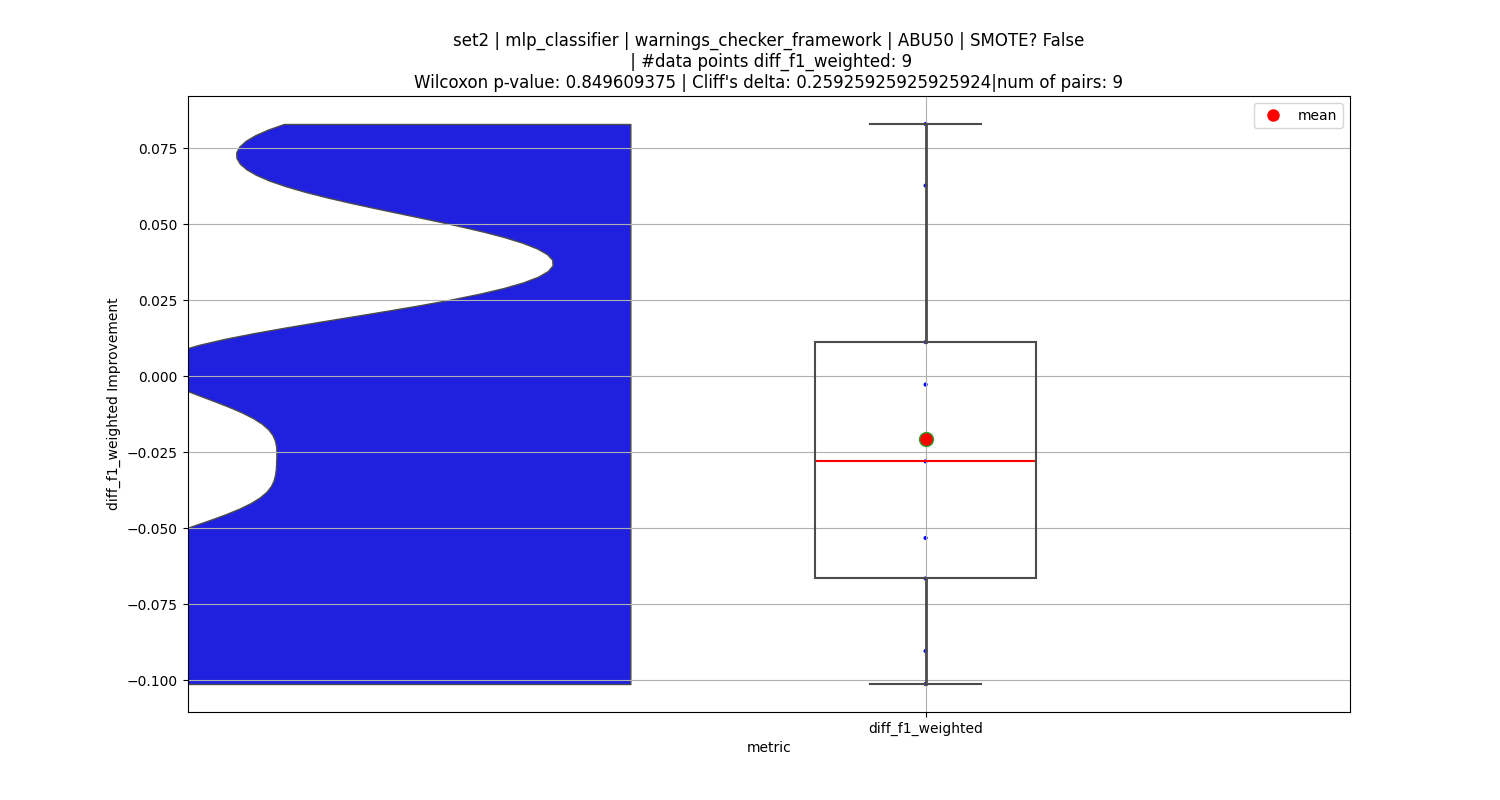 set2 | mlp_classifier | warnings_checker_framework | ABU50 | SMOTE? False
| #data points diff_f1_weighted: 9
Wilcoxon p-value: 0.849609375 | Cliff's delta: 0.25925925925925924|num of pairs: 9
mean
0.075
0.050
0.025
0.000
−0.025
−0.050
−0.075
−0.100
diff_f1_weighted Improvement
diff_f1_weighted
metric